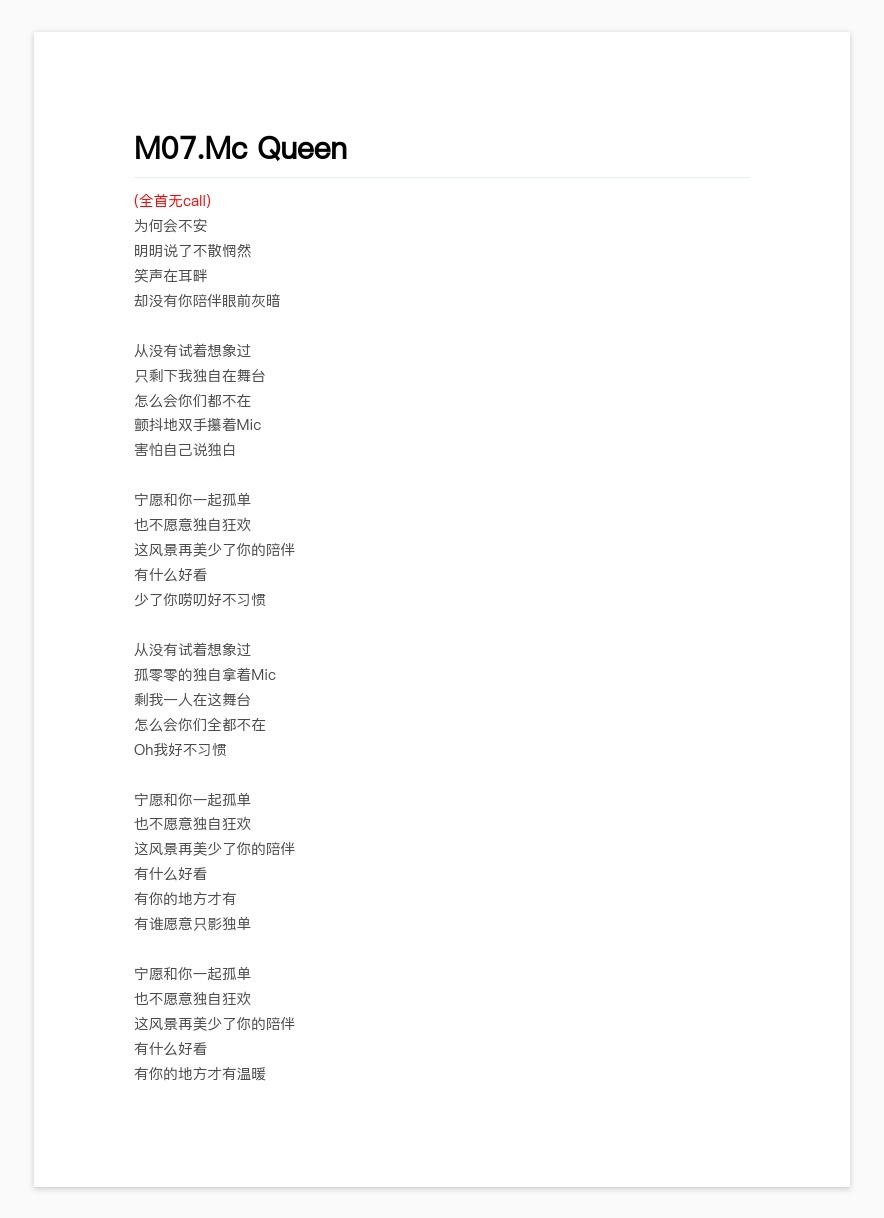 M07.Mc Queen
(全首无call)
为何会不安
明明说了不散惘然
笑声在耳畔
却没有你陪伴眼前灰暗
从没有试着想象过
只剩下我独自在舞台
怎么会你们都不在
颤抖地双手攥着Mic
害怕自己说独白
宁愿和你一起孤单
也不愿意独自狂欢
这风景再美少了你的陪伴
有什么好看
少了你唠叨好不习惯
从没有试着想象过
孤零零的独自拿着Mic
剩我一人在这舞台
怎么会你们全都不在
Oh我好不习惯
宁愿和你一起孤单
也不愿意独自狂欢
这风景再美少了你的陪伴
有什么好看
有你的地方才有
有谁愿意只影独单
宁愿和你一起孤单
也不愿意独自狂欢
这风景再美少了你的陪伴
有什么好看
有你的地方才有温暖